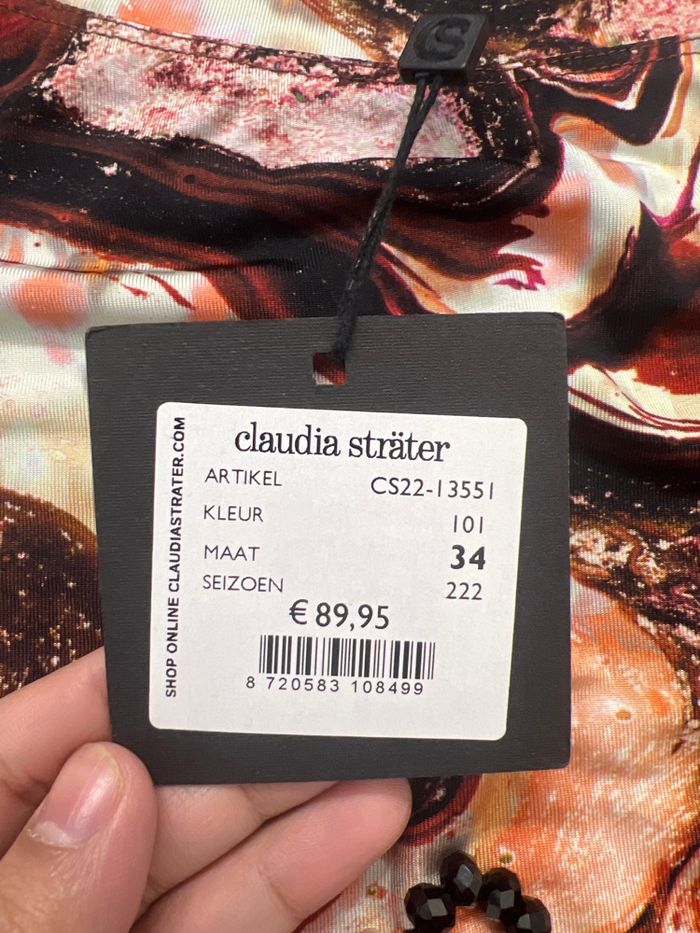 claudia sträter
ARTIKEL CS22-13551
KLEUR 101
MAAT 34
SEIZOEN 222
€ 89,95
8 720583 108499
SHOP ONLINE CLAUDIASTRATER.COM